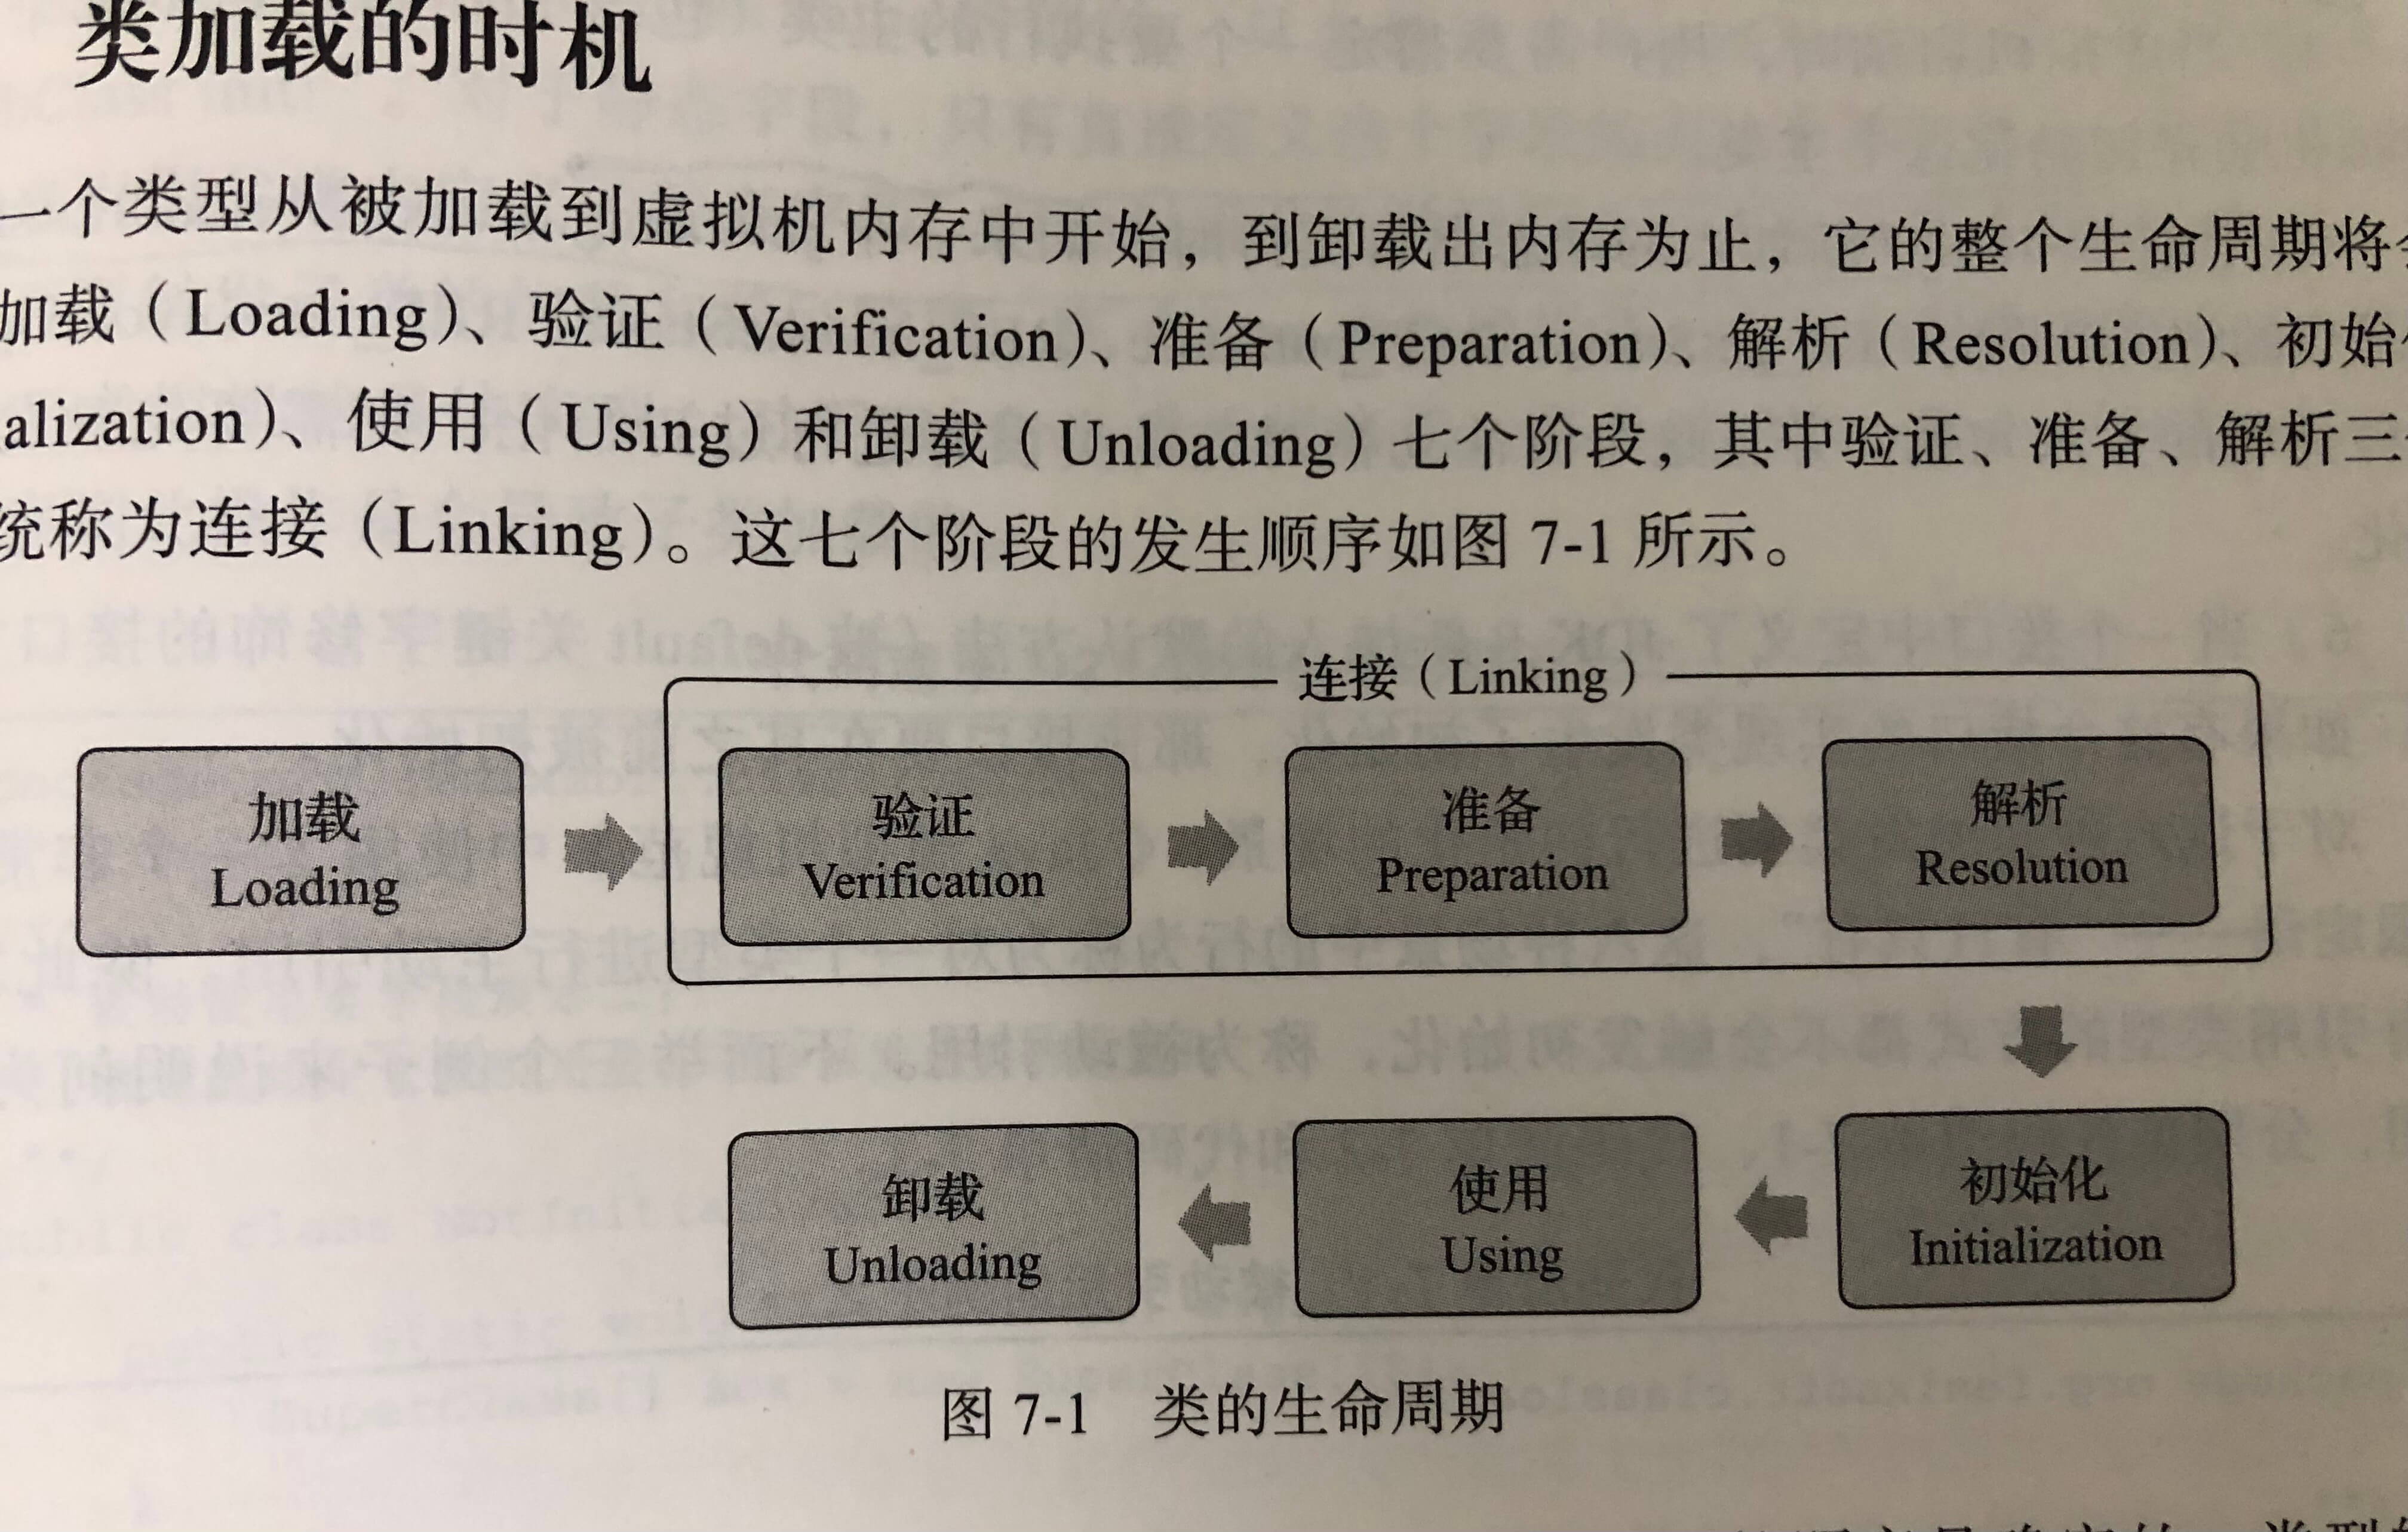 类加载的时机
一个类型从被加载到虚拟机内存中开始，到卸载出内存为止，它的整个生命周期将
加载（Loading）、验证（Verification）、准备（Preparation）、解析（Resolution）、初始
alization）、使用（Using）和卸载（Unloading）七个阶段，其中验证、准备、解析三
统称为连接（Linking）。这七个阶段的发生顺序如图 7-1 所示。
连接（Linking）
加载
Loading
验证
Verification
准备
Preparation
解析
Resolution
卸载
Unloading
使用
Using
初始化
Initialization
图 7-1 类的生命周期